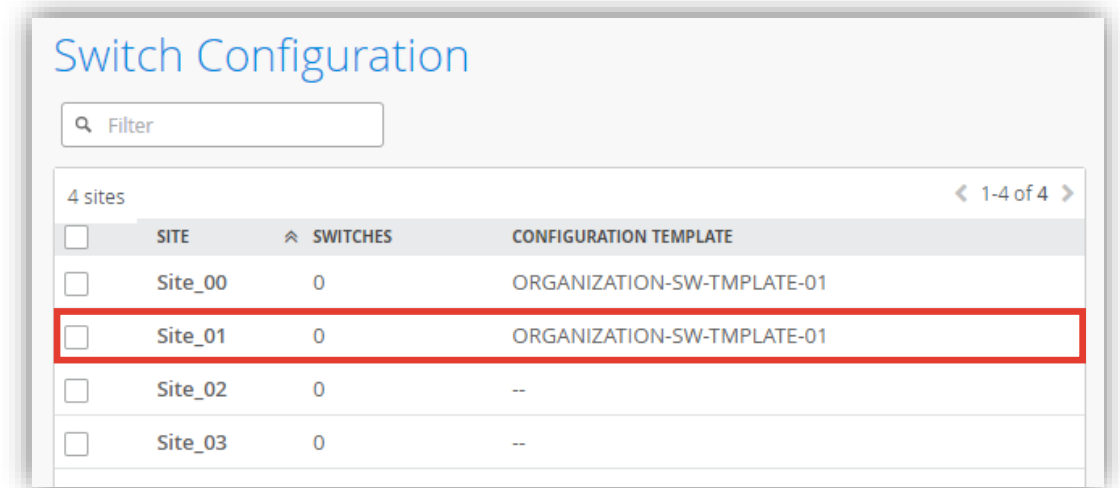 Switch Configuration
Filter
4 sites 1-4 of 4
SITE SWITCHES CONFIGURATION TEMPLATE
Site_00 0 ORGANIZATION-SW-TMPLATE-01
Site_01 0 ORGANIZATION-SW-TMPLATE-01
Site_02 0 --
Site_03 0 --